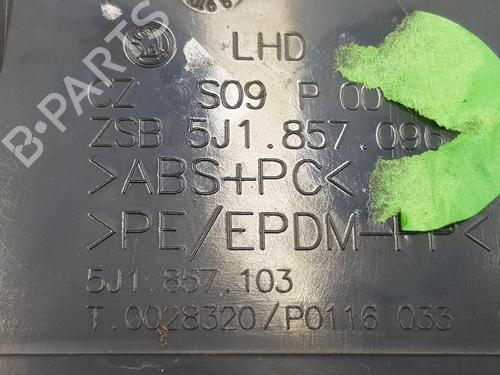 LHD
CZ S09 P 00
ZSB 5J1.857.096
>ABS+PC<
>PE/EPDM-PP<
5J1.857.103
T.0028320/P0116 033
B-PARTS